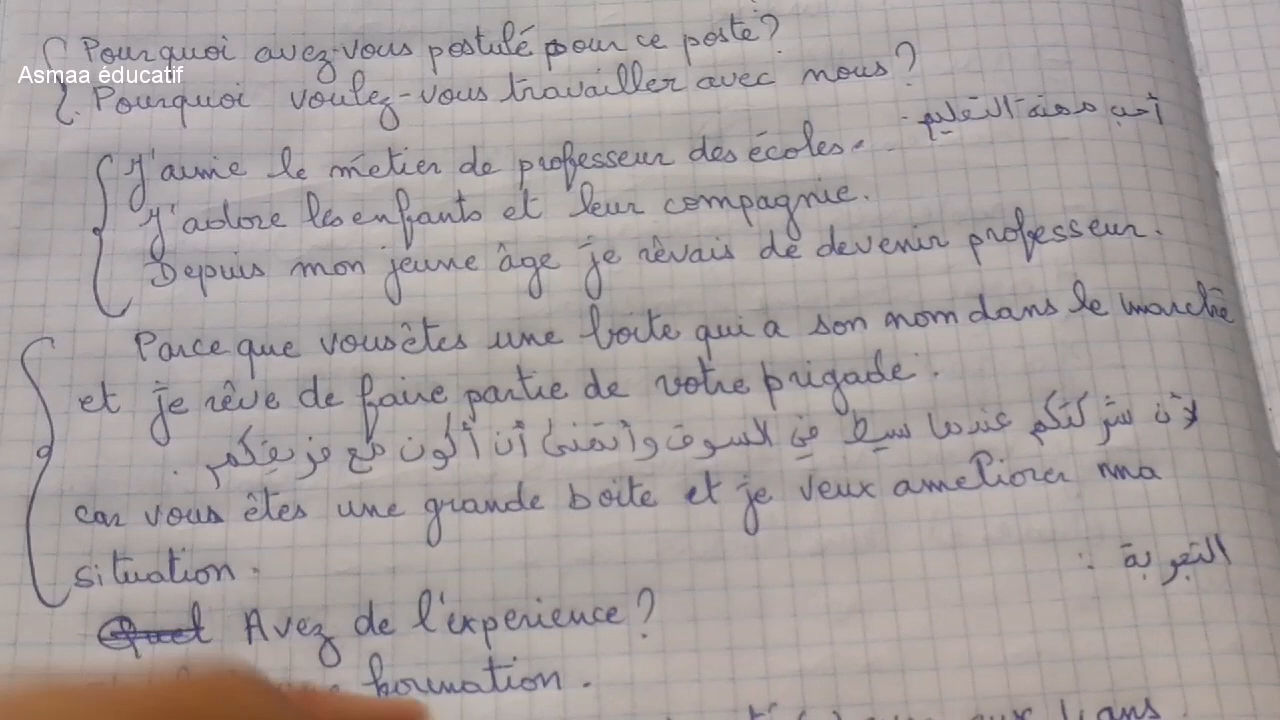 Pourquoi avez-vous postulé pour ce poste?
Asmaa éducatif
Pourquoi voulez-vous travailler avec nous?
أحب مهنة التعليم.
J'aime le métier de professeur des écoles.
J'adore les enfants et leur compagnie.
Depuis mon jeune âge je rêvais de devenir professeur.
Parce que vous êtes une boite qui a son nom dans le marché
et je rêve de faire partie de votre prigade.
لأن شركتكم عندها سيط في السوق وأتمنى أن أكون مع فريقكم.
car vous êtes une grande boite et je veux ameliorer ma
situation.
التجربة :
Avez de l'experience?
formation.
ans